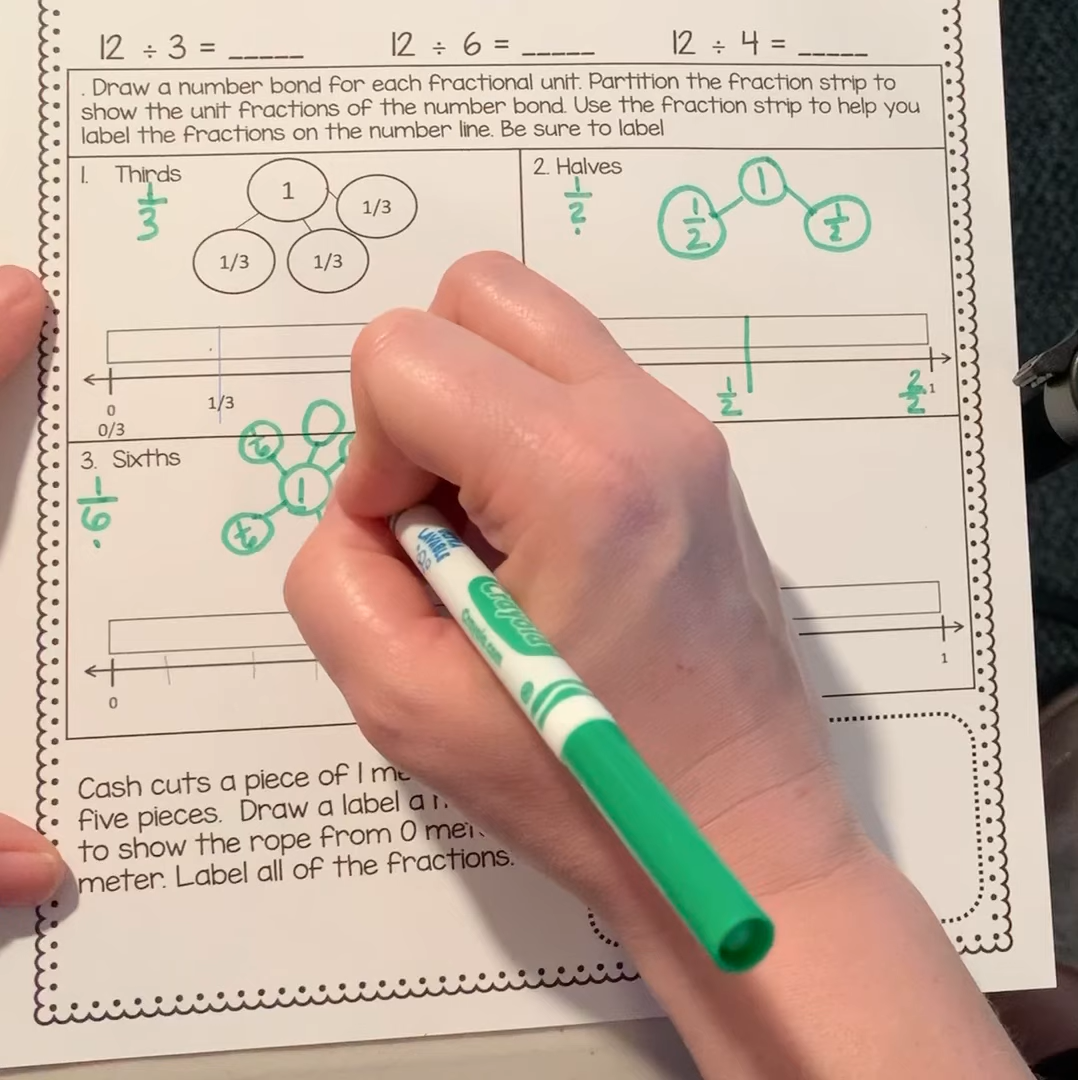 12 ÷ 3 = _____ 12 ÷ 6 = _____ 12 ÷ 4 = _____
. Draw a number bond for each fractional unit. Partition the fraction strip to
show the unit fractions of the number bond. Use the fraction strip to help you
label the fractions on the number line. Be sure to label
1. Thirds
1/3
1
1/3
1/3
1/3
2. Halves
1/2
1
1/2
1/2
0
0/3
1/3
1/2
2/2
1
3. Sixths
1/6
1/6
1
1/6
0
1
Crayola
Cash cuts a piece of 1
five pieces. Draw a label a
to show the rope from 0
meter. Label all of the fractions.